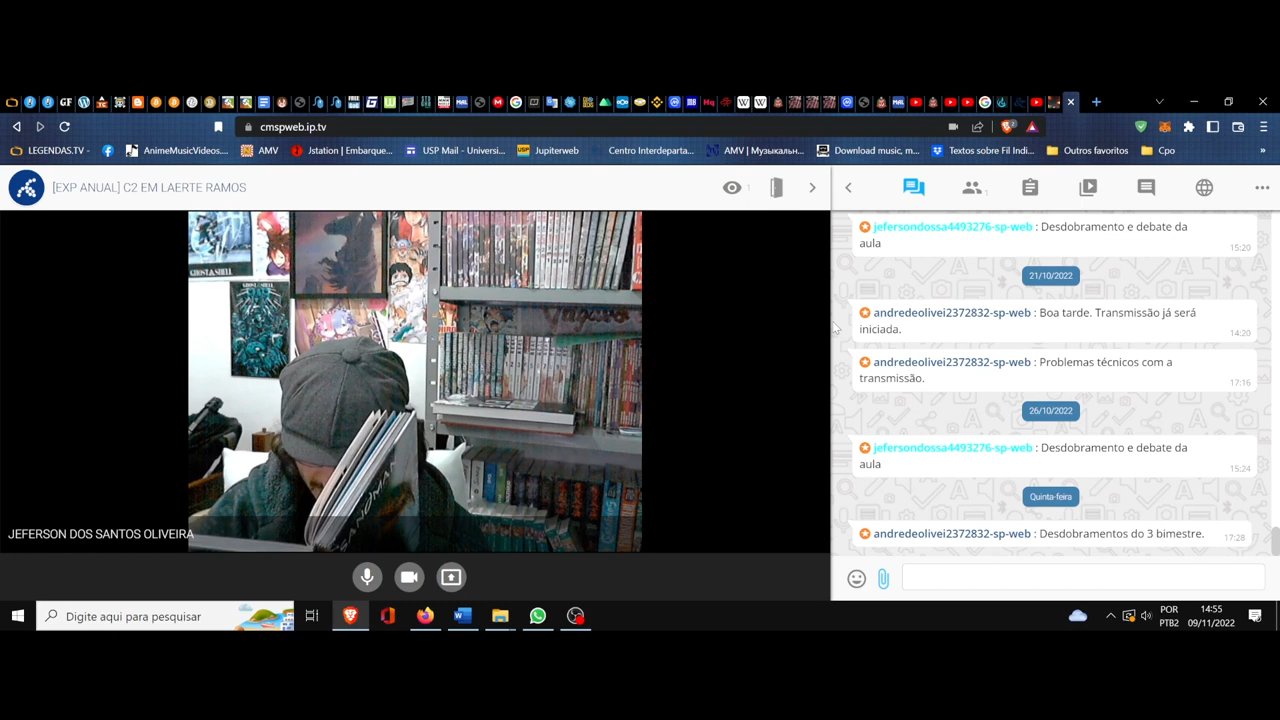 cmspweb.ip.tv
2
LEGENDAS.TV
AnimeMusicVideos...
AMV
Jstation | Embarque...
USP Mail - Universi...
Jupiterweb
Centro Interdeparta...
AMV | Музыкальн...
Download music, m...
Textos sobre Fil Indi...
Outros favoritos
Cpo
[EXP ANUAL] C2 EM LAERTE RAMOS
1
1
jefersondossa4493276-sp-web : Desdobramento e debate da
aula
15:20
21/10/2022
andredeolivei2372832-sp-web : Boa tarde. Transmissão já será
iniciada.
14:20
andredeolivei2372832-sp-web : Problemas técnicos com a
transmissão.
17:16
26/10/2022
jefersondossa4493276-sp-web : Desdobramento e debate da
aula
15:24
Quinta-feira
andredeolivei2372832-sp-web : Desdobramentos do 3 bimestre.
17:28
JEFERSON DOS SANTOS OLIVEIRA
Digite aqui para pesquisar
POR
PTB2
14:55
09/11/2022